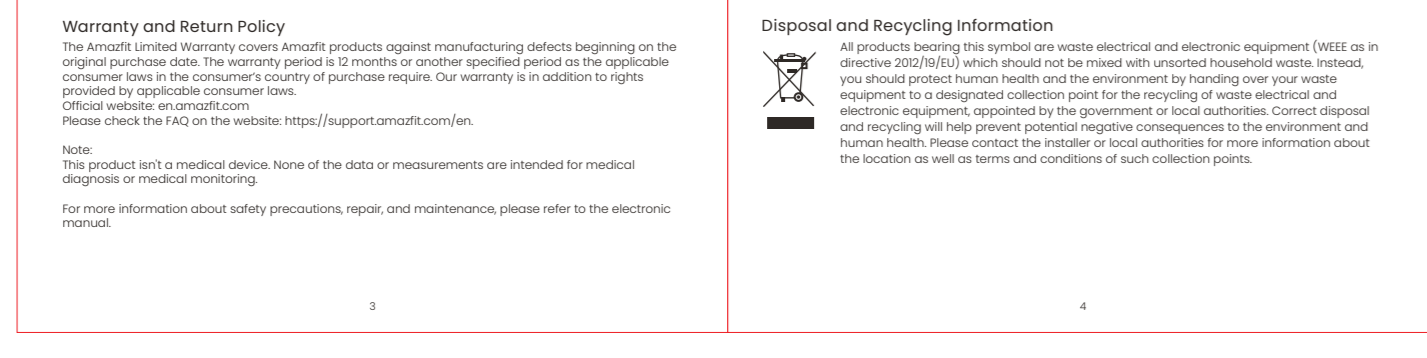 Warranty and Return Policy
The Amazfit Limited Warranty covers Amazfit products against manufacturing defects beginning on the
original purchase date. The warranty period is 12 months or another specified period as the applicable
consumer laws in the consumer's country of purchase require. Our warranty is in addition to rights
provided by applicable consumer laws.
Official website: en.amazfit.com
Please check the FAQ on the website: https://support.amazfit.com/en.
Note:
This product isn't a medical device. None of the data or measurements are intended for medical
diagnosis or medical monitoring.
For more information about safety precautions, repair, and maintenance, please refer to the electronic
manual.
3
Disposal and Recycling Information
All products bearing this symbol are waste electrical and electronic equipment (WEEE as in
directive 2012/19/EU) which should not be mixed with unsorted household waste. Instead,
you should protect human health and the environment by handing over your waste
equipment to a designated collection point for the recycling of waste electrical and
electronic equipment, appointed by the government or local authorities. Correct disposal
and recycling will help prevent potential negative consequences to the environment and
human health. Please contact the installer or local authorities for more information about
the location as well as terms and conditions of such collection points.
4